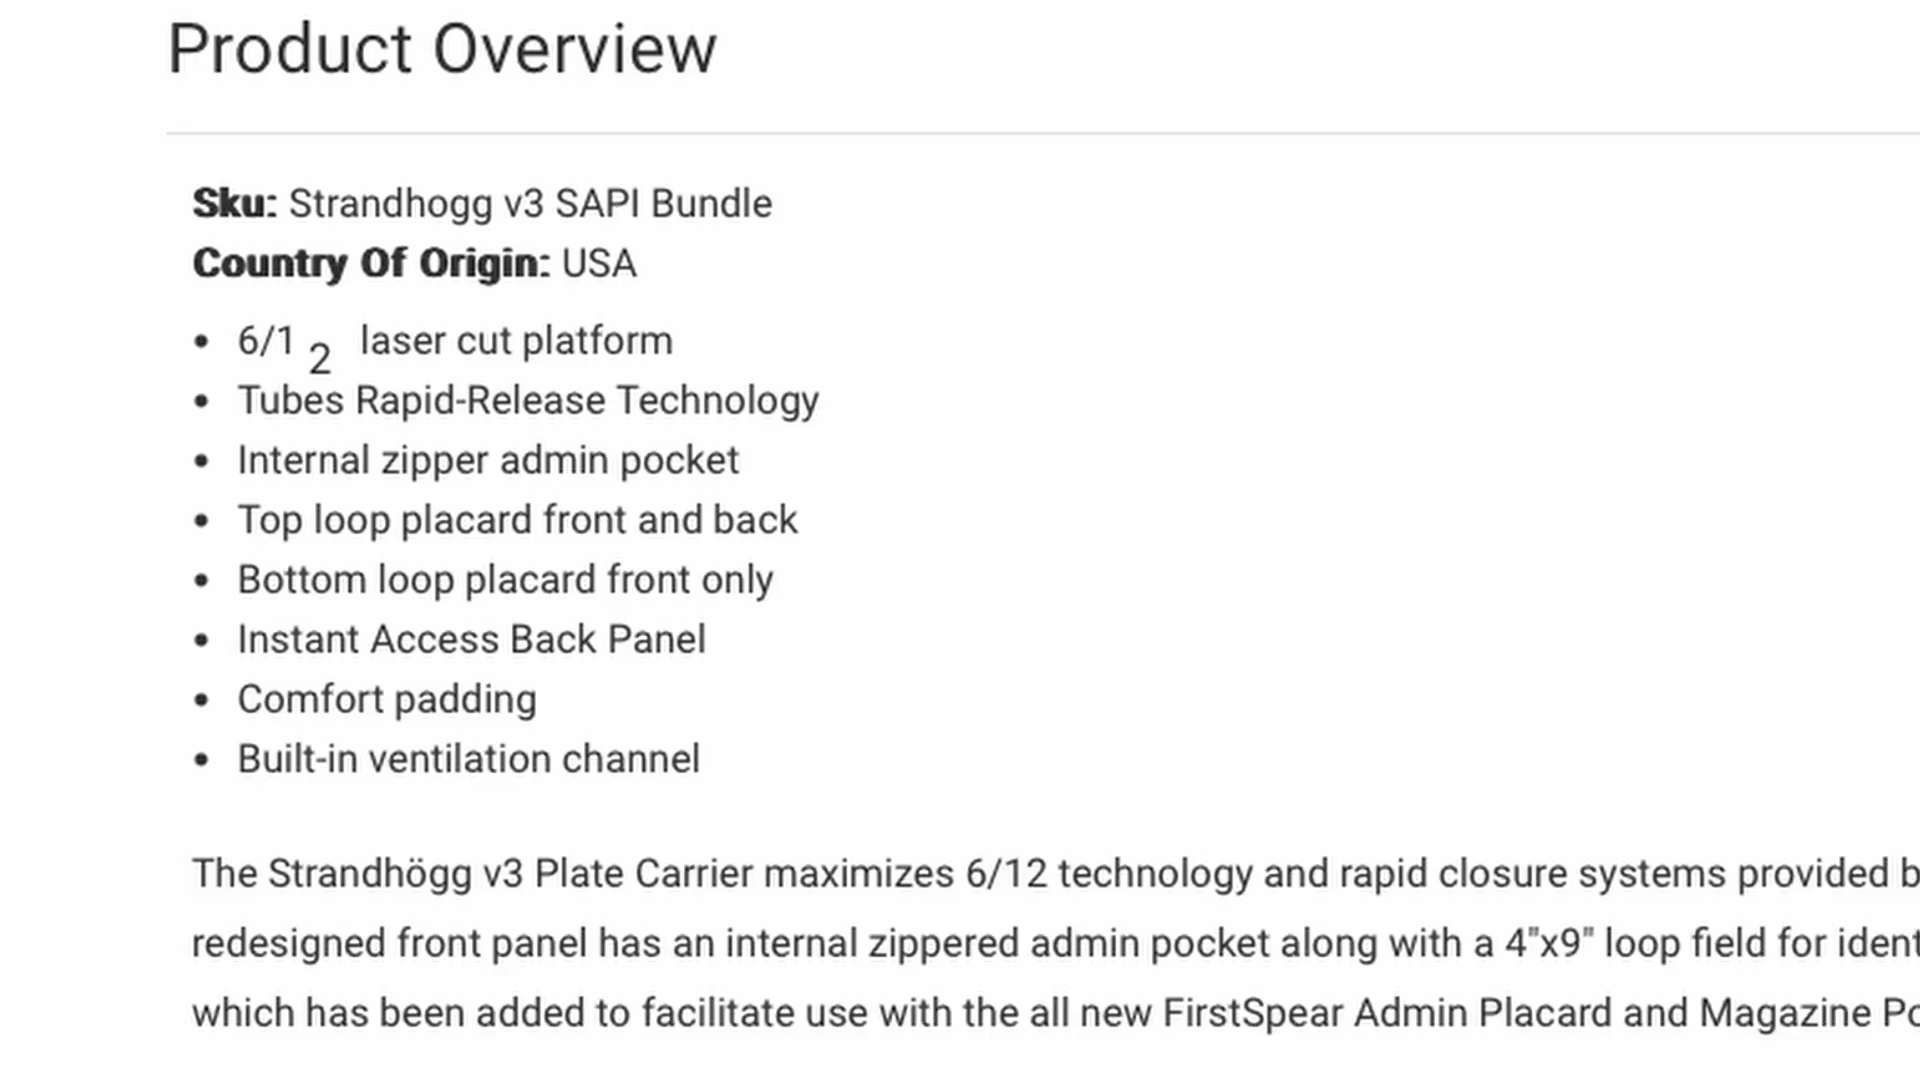 Product Overview
Sku: Strandhogg v3 SAPI Bundle
Country Of Origin: USA
• 6/1 2 laser cut platform
• Tubes Rapid-Release Technology
• Internal zipper admin pocket
• Top loop placard front and back
• Bottom loop placard front only
• Instant Access Back Panel
• Comfort padding
• Built-in ventilation channel
The Strandhögg v3 Plate Carrier maximizes 6/12 technology and rapid closure systems provided
redesigned front panel has an internal zippered admin pocket along with a 4"x9" loop field for
which has been added to facilitate use with the all new FirstSpear Admin Placard and Magazine